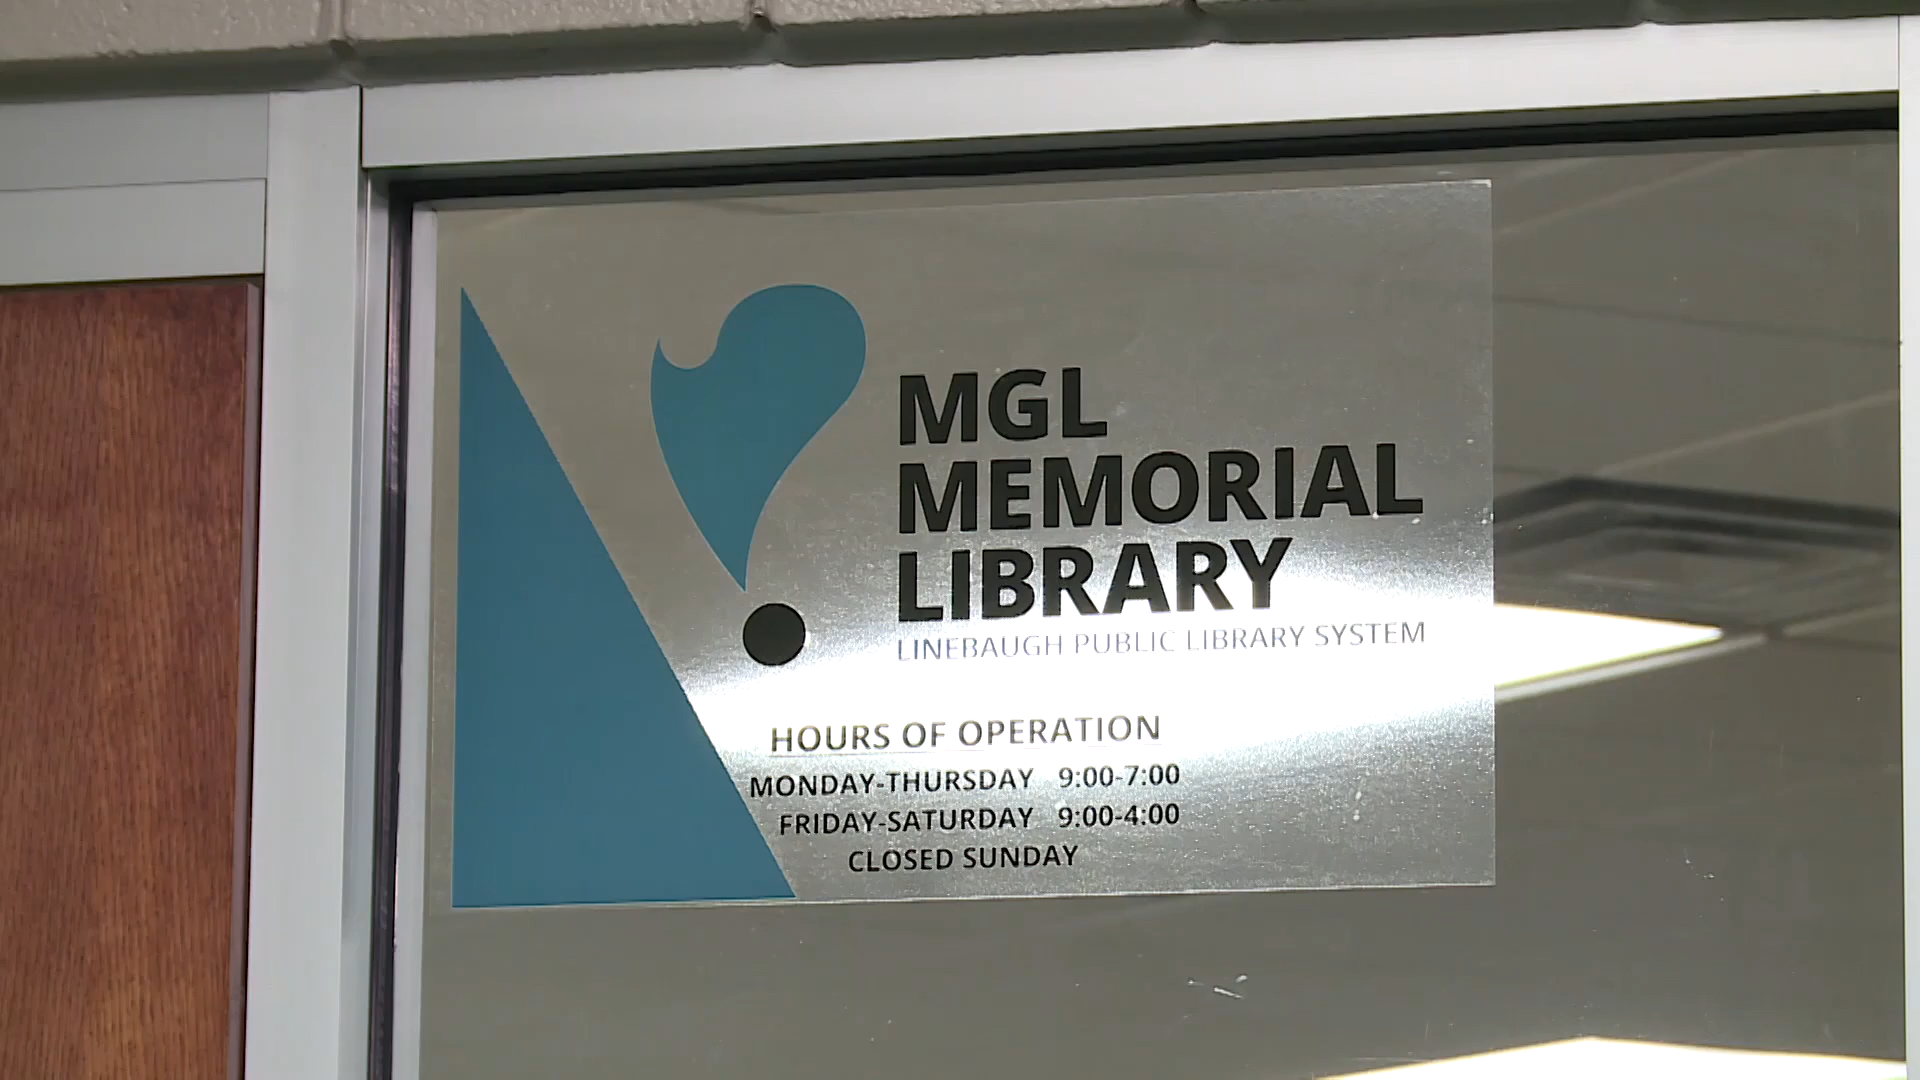 MGL
MEMORIAL
LIBRARY
LINEBAUGH PUBLIC LIBRARY SYSTEM
HOURS OF OPERATION
MONDAY-THURSDAY 9:00-7:00
FRIDAY-SATURDAY 9:00-4:00
CLOSED SUNDAY